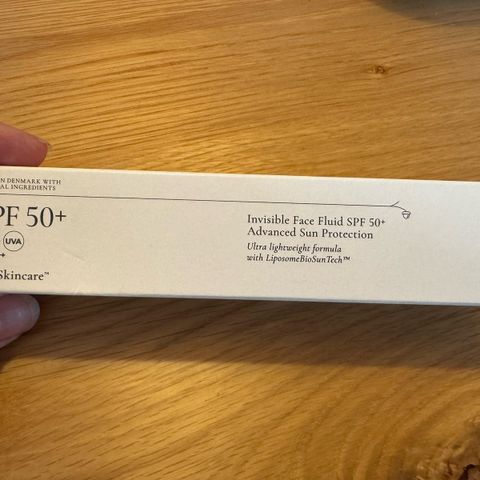 N DENMARK WITH
AL INGREDIENTS
PF 50+
UVA
+
Skincare™
Invisible Face Fluid SPF 50+
Advanced Sun Protection
Ultra lightweight formula
with LiposomeBioSunTech™